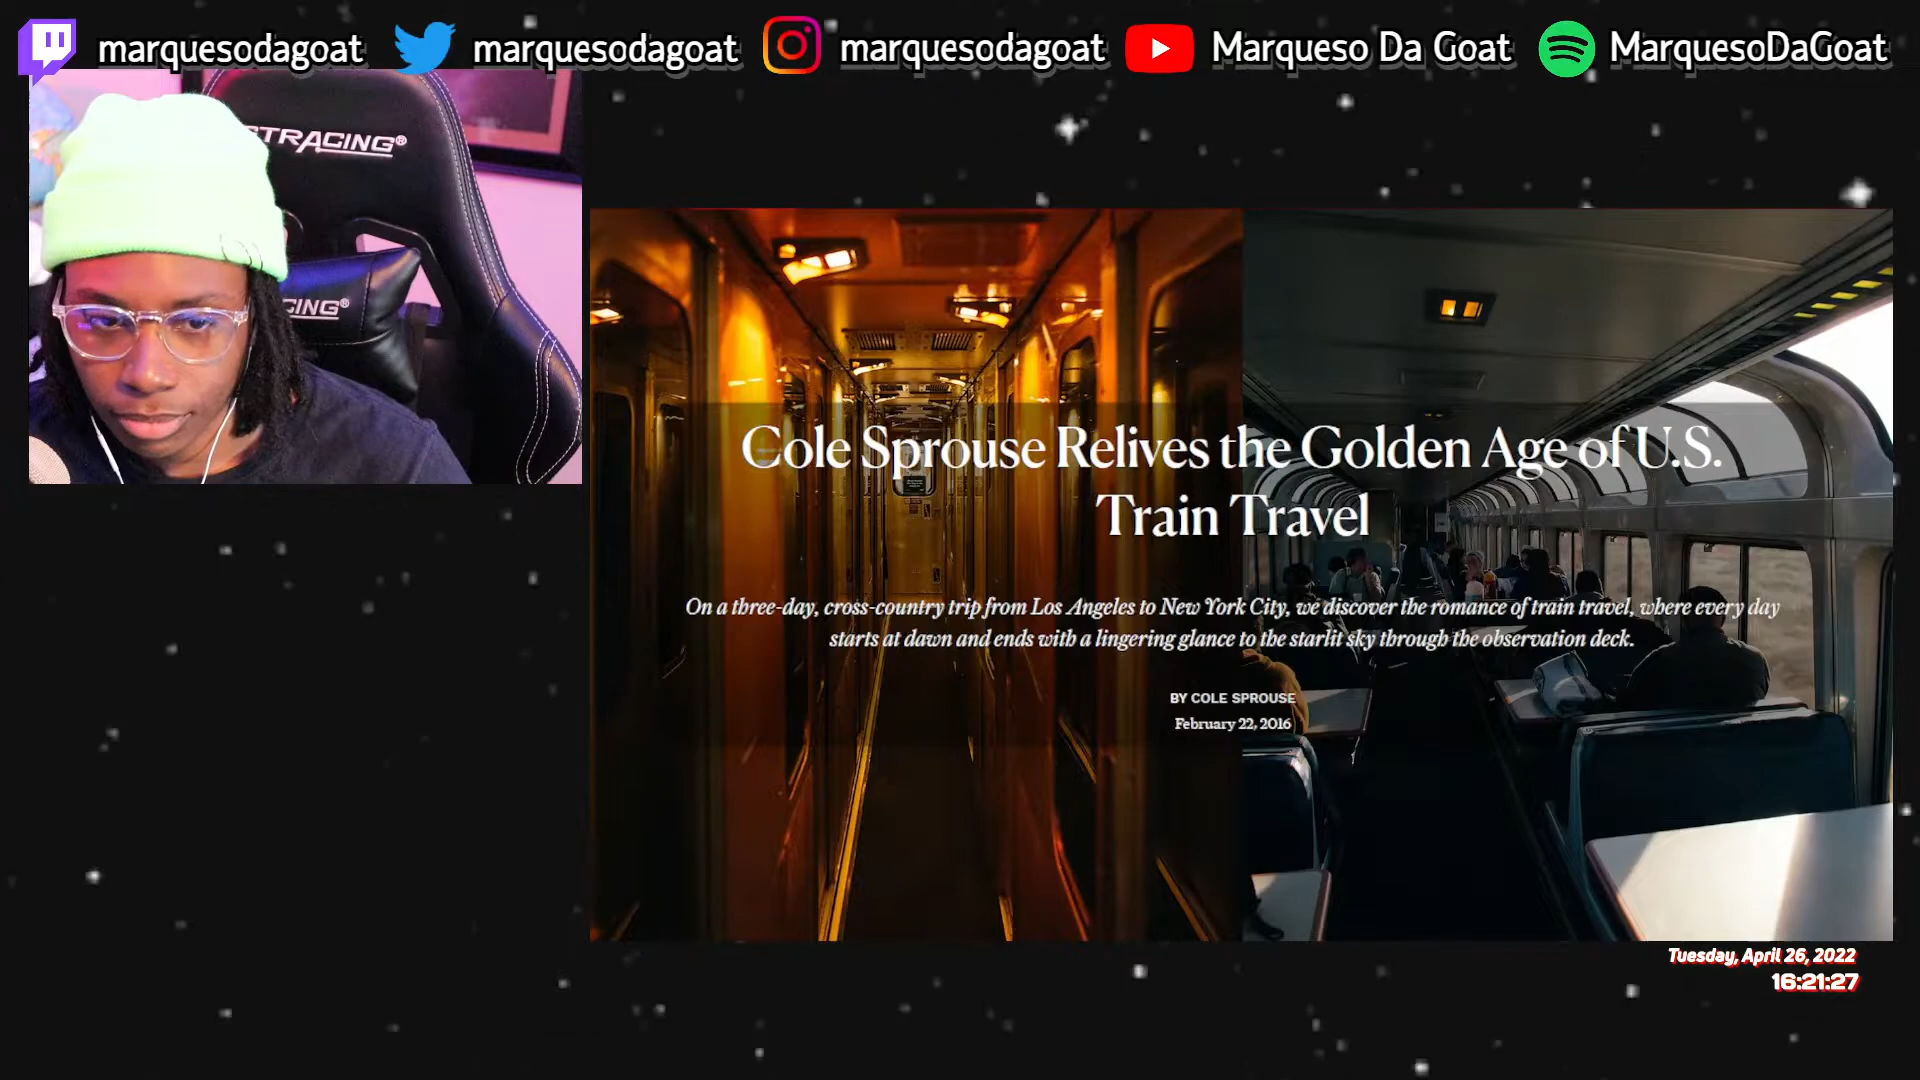 marquesodagoat marquesodagoat marquesodagoat Marqueso Da Goat MarquesoDaGoat
TRACING®
CING®
Cole Sprouse Relives the Golden Age of U.S.
Train Travel
On a three-day, cross-country trip from Los Angeles to New York City, we discover the romance of train travel, where every day
starts at dawn and ends with a lingering glance to the starlit sky through the observation deck.
BY COLE SPROUSE
February 22, 2016
Tuesday, April 26, 2022
16:21:27